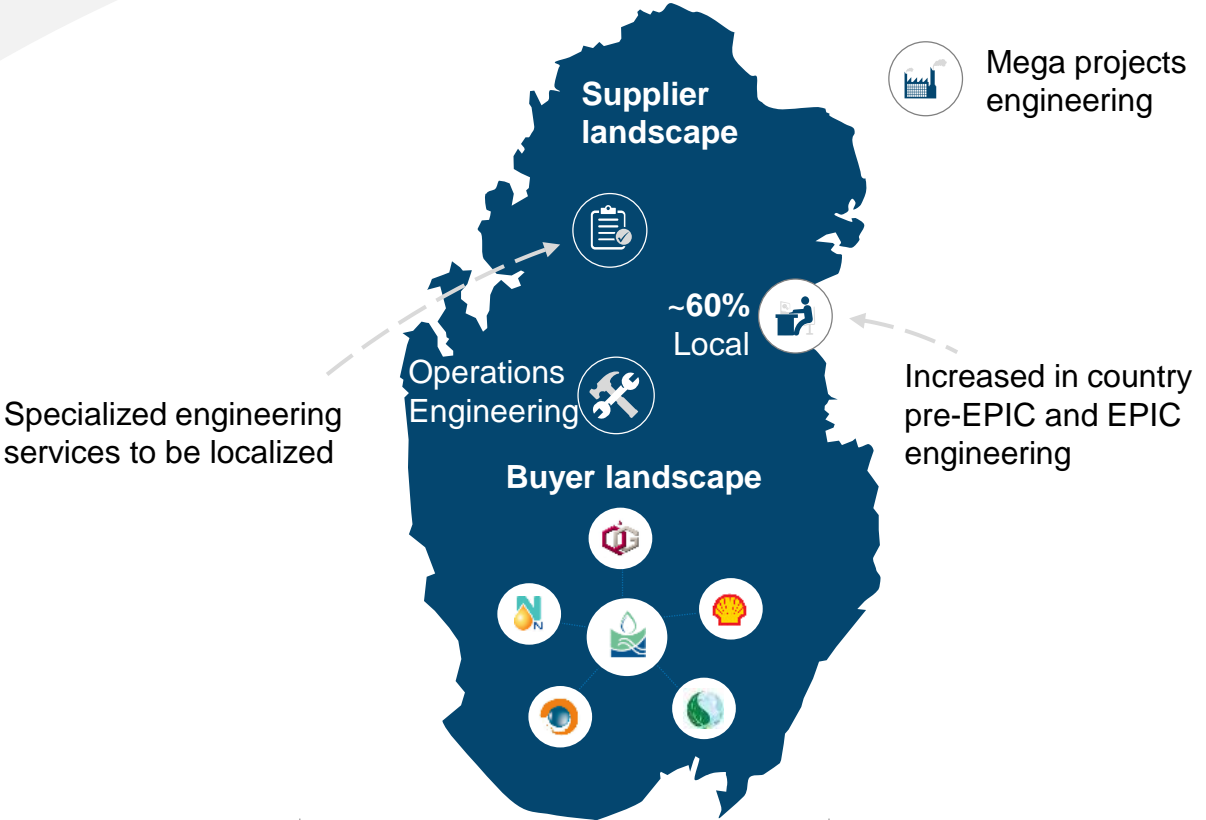 Supplier
landscape
Mega projects
engineering
~60%
Local
Operations
Engineering
Specialized engineering
services to be localized
Increased in country
pre-EPIC and EPIC
engineering
Buyer landscape
QG
N
N